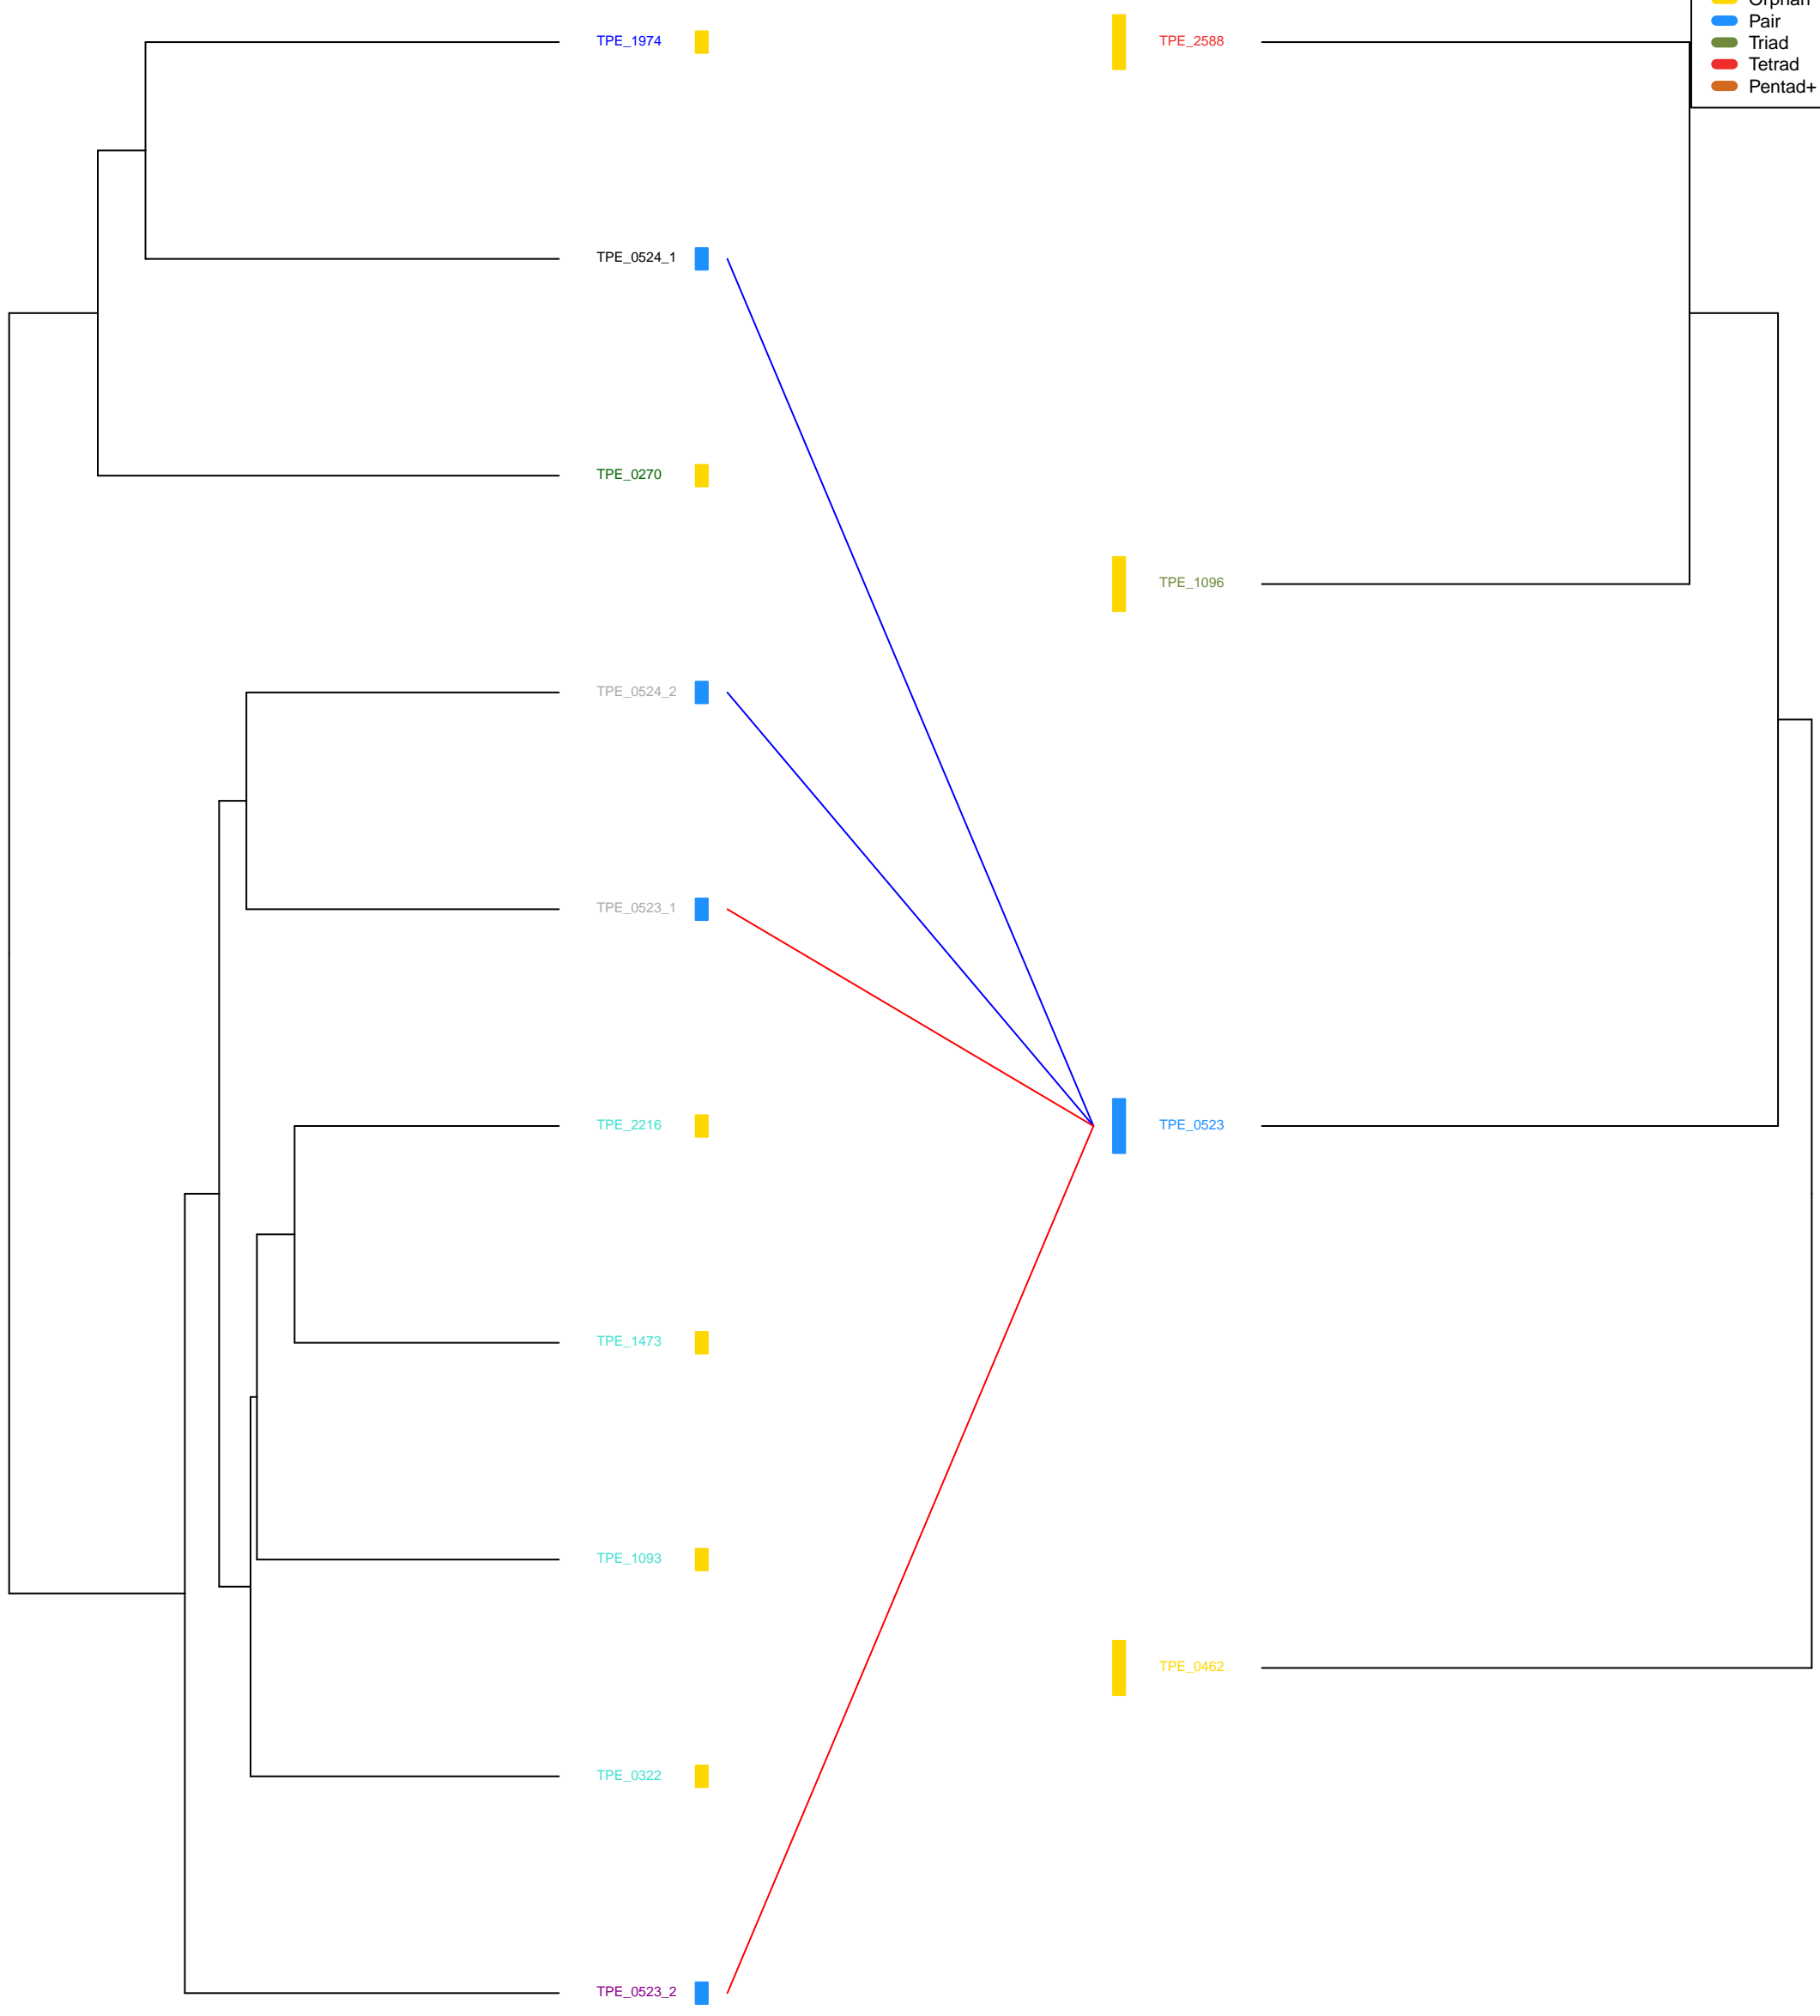 Orphan
Pair
Triad
Tetrad
Pentad+
TPE_1974
TPE_0524_1
TPE_0270
TPE_0524_2
TPE_0523_1
TPE_2216
TPE_1473
TPE_1093
TPE_0322
TPE_0523_2
TPE_2588
TPE_1096
TPE_0523
TPE_0462